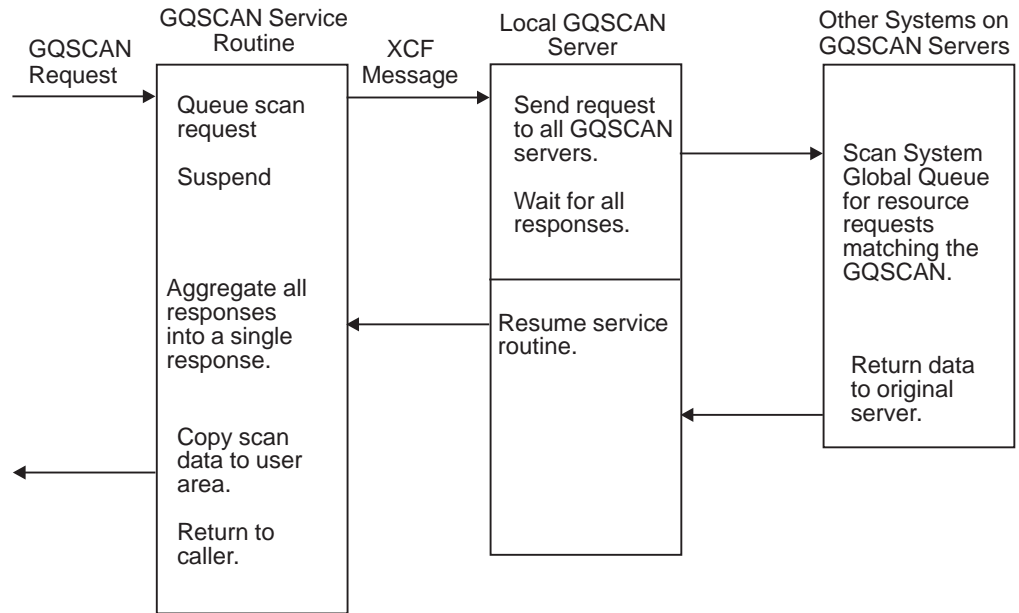 GQSCAN
Request
GQSCAN Service
Routine
XCF
Message
Local GQSCAN
Server
Other Systems on
GQSCAN Servers
Queue scan
request
Suspend
Aggregate all
responses
into a single
response.
Copy scan
data to user
area.
Return to
caller.
Send request
to all GQSCAN
servers.
Wait for all
responses.
Resume service
routine.
Scan System
Global Queue
for resource
requests
matching the
GQSCAN.
Return data
to original
server.